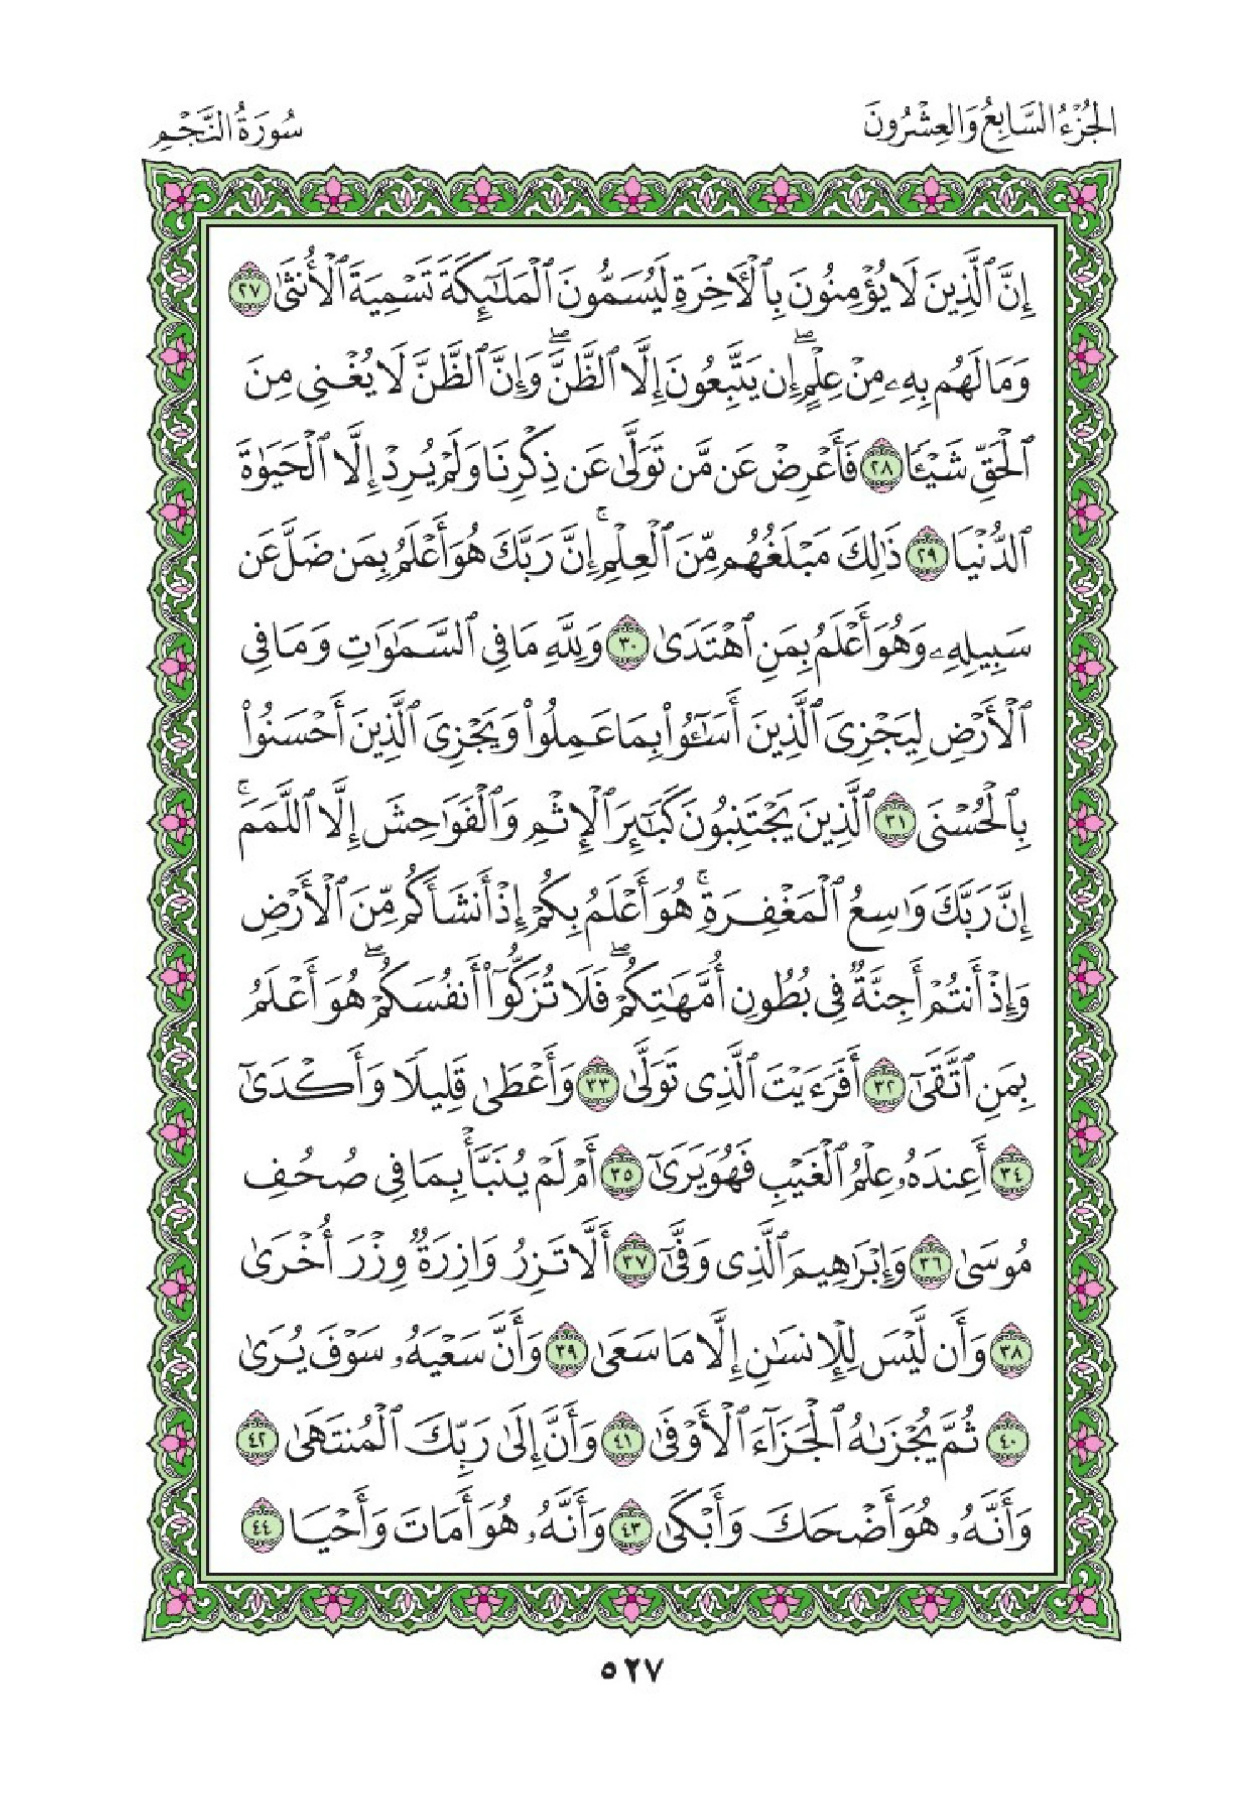 الجُزْءُ السَّابِعُ وَالعِشْرُونَ
سُورَةُ النَّجْمِ
إِنَّ ٱلَّذِينَ لَا يُؤْمِنُونَ بِٱلْءَاخِرَةِ لَيُسَمُّونَ ٱلْمَلَٰٓئِكَةَ تَسْمِيَةَ ٱلْأُنثَىٰ ٢٧
وَمَا لَهُم بِهِۦ مِنْ عِلْمٍ ۖ إِن يَتَّبِعُونَ إِلَّا ٱلظَّنَّ ۖ وَإِنَّ ٱلظَّنَّ لَا يُغْنِى مِنَ
ٱلْحَقِّ شَيْـًٔا ٢٨ فَأَعْرِضْ عَن مَّن تَوَلَّىٰ عَن ذِكْرِنَا وَلَمْ يُرِدْ إِلَّا ٱلْحَيَوٰةَ
ٱلدُّنْيَا ٢٩ ذَٰلِكَ مَبْلَغُهُم مِّنَ ٱلْعِلْمِ ۚ إِنَّ رَبَّكَ هُوَ أَعْلَمُ بِمَن ضَلَّ عَن
سَبِيلِهِۦ وَهُوَ أَعْلَمُ بِمَنِ ٱهْتَدَىٰ ٣٠ وَلِلَّهِ مَا فِى ٱلسَّمَٰوَٰتِ وَمَا فِى
ٱلْأَرْضِ لِيَجْزِىَ ٱلَّذِينَ أَسَٰٓـُٔوا۟ بِمَا عَمِلُوا۟ وَيَجْزِىَ ٱلَّذِينَ أَحْسَنُوا۟
بِٱلْحُسْنَى ٣١ ٱلَّذِينَ يَجْتَنِبُونَ كَبَٰٓئِرَ ٱلْإِثْمِ وَٱلْفَوَٰحِشَ إِلَّا ٱللَّمَمَ ۚ
إِنَّ رَبَّكَ وَٰسِعُ ٱلْمَغْفِرَةِ ۚ هُوَ أَعْلَمُ بِكُمْ إِذْ أَنشَأَكُم مِّنَ ٱلْأَرْضِ
وَإِذْ أَنتُمْ أَجِنَّةٌ فِى بُطُونِ أُمَّهَٰتِكُمْ ۖ فَلَا تُزَكُّوٓا۟ أَنفُسَكُمْ ۖ هُوَ أَعْلَمُ
بِمَنِ ٱتَّقَىٰٓ ٣٢ أَفَرَءَيْتَ ٱلَّذِى تَوَلَّىٰ ٣٣ وَأَعْطَىٰ قَلِيلًا وَأَكْدَىٰٓ
٣٤ أَعِندَهُۥ عِلْمُ ٱلْغَيْبِ فَهُوَ يَرَىٰٓ ٣٥ أَمْ لَمْ يُنَبَّأْ بِمَا فِى صُحُفِ
مُوسَىٰ ٣٦ وَإِبْرَٰهِيمَ ٱلَّذِى وَفَّىٰٓ ٣٧ أَلَّا تَزِرُ وَازِرَةٌ وِزْرَ أُخْرَىٰ
٣٨ وَأَن لَّيْسَ لِلْإِنسَٰنِ إِلَّا مَا سَعَىٰ ٣٩ وَأَنَّ سَعْيَهُۥ سَوْفَ يُرَىٰ
٤٠ ثُمَّ يُجْزَىٰهُ ٱلْجَزَآءَ ٱلْأَوْفَىٰ ٤١ وَأَنَّ إِلَىٰ رَبِّكَ ٱلْمُنتَهَىٰ ٤٢
وَأَنَّهُۥ هُوَ أَضْحَكَ وَأَبْكَىٰ ٤٣ وَأَنَّهُۥ هُوَ أَمَاتَ وَأَحْيَا ٤٤
٥٢٧